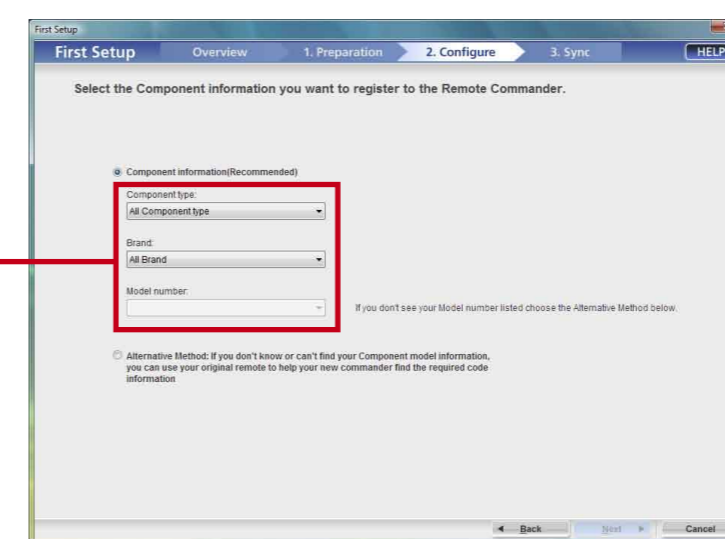 First Setup
First Setup Overview 1. Preparation 2. Configure 3. Sync HELP
Select the Component information you want to register to the Remote Commander.
Component information(Recommended)
Component type:
All Component type
Brand:
All Brand
Model number:
If you don't see your Model number listed choose the Alternative Method below.
Alternative Method: If you don't know or can't find your Component model information,
you can use your original remote to help your new commander find the required code
information
Back Next Cancel